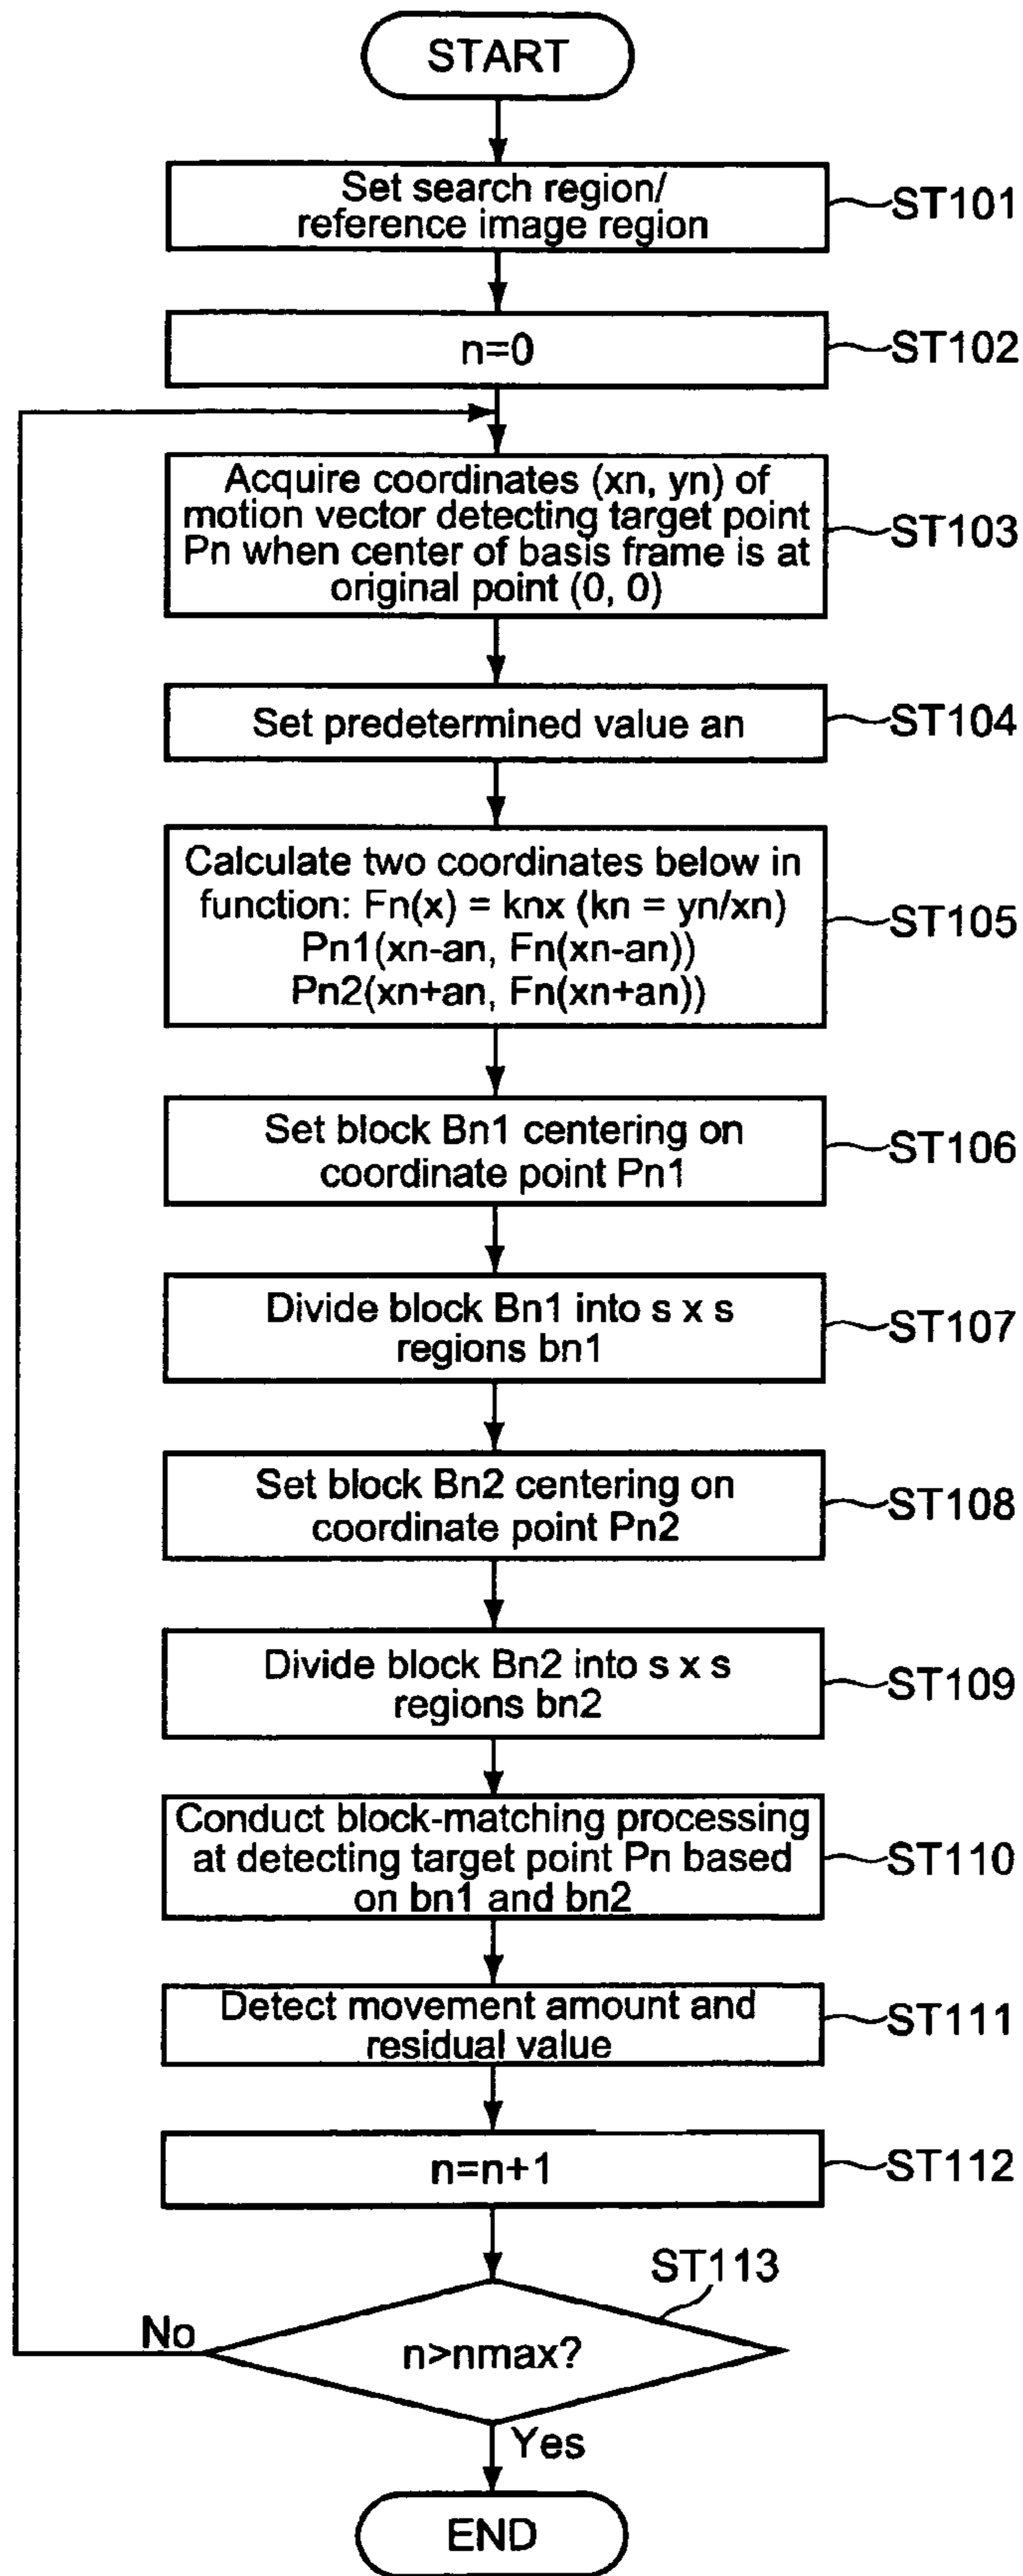 START
Set search region/
reference image region
ST101
n=0
ST102
Acquire coordinates (xn, yn) of
motion vector detecting target point
Pn when center of basis frame is at
original point (0, 0)
ST103
Set predetermined value an
ST104
Calculate two coordinates below in
function: Fn(x) = knx (kn = yn/xn)
Pn1(xn-an, Fn(xn-an))
Pn2(xn+an, Fn(xn+an))
ST105
Set block Bn1 centering on
coordinate point Pn1
ST106
Divide block Bn1 into s x s
regions bn1
ST107
Set block Bn2 centering on
coordinate point Pn2
ST108
Divide block Bn2 into s x s
regions bn2
ST109
Conduct block-matching processing
at detecting target point Pn based
on bn1 and bn2
ST110
Detect movement amount and
residual value
ST111
n=n+1
ST112
ST113
No
n>nmax?
Yes
END